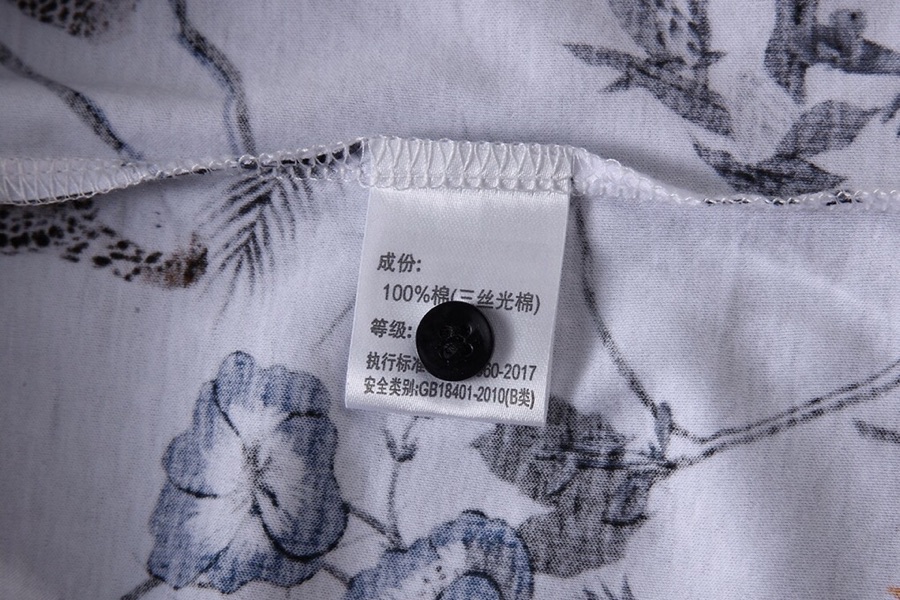 成份:
100%棉(三丝光棉)
等级:
执行标准 60-2017
安全类别:GB18401-2010(B类)